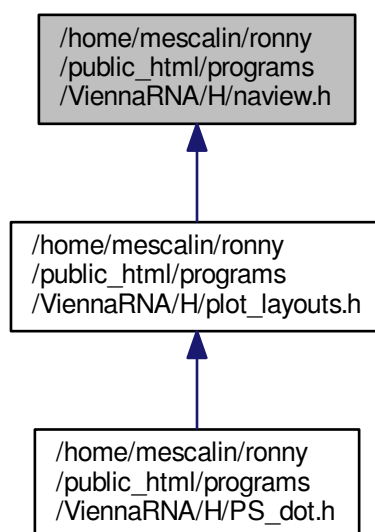 /home/mescalin/ronny
/public_html/programs
/ViennaRNA/H/naview.h
/home/mescalin/ronny
/public_html/programs
/ViennaRNA/H/plot_layouts.h
/home/mescalin/ronny
/public_html/programs
/ViennaRNA/H/PS_dot.h